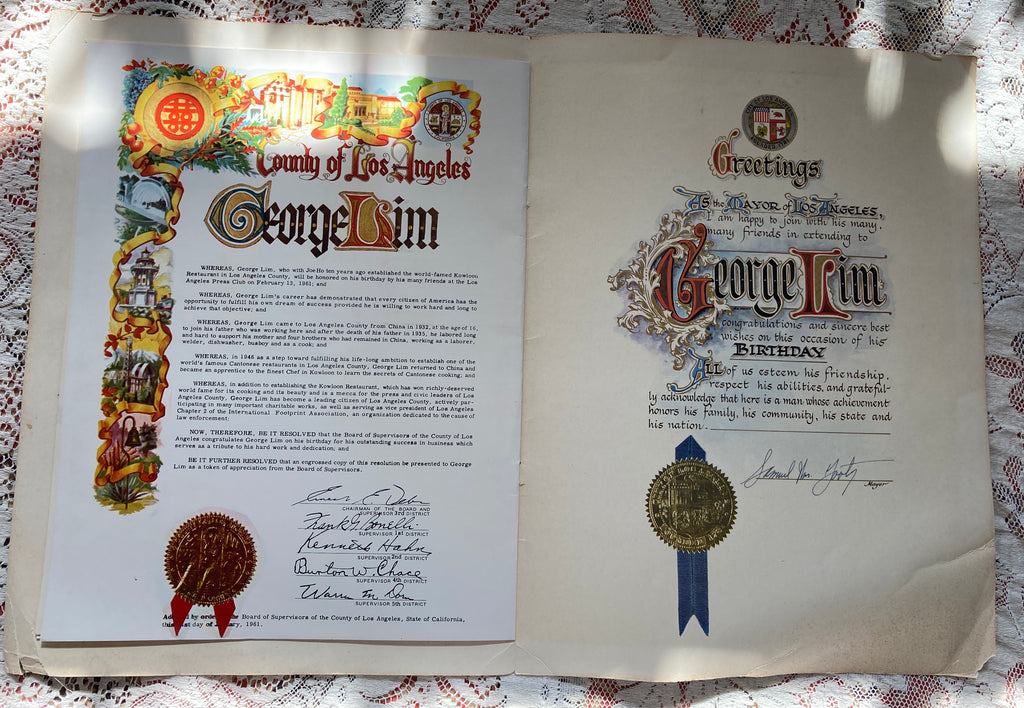 County of Los Angeles
George Lim
WHEREAS, George Lim, who with Joe Ho ten years ago established the world-famed Kowloon
Restaurant in Los Angeles County, will be honored on his birthday by his many friends at the Los
Angeles Press Club on February 13, 1961; and
WHEREAS, George Lim's career has demonstrated that every citizen of America has the
opportunity to fulfill his own dream of success provided he is willing to work hard and long to
achieve that objective; and
WHEREAS, George Lim came to Los Angeles County from China in 1932, at the age of 16,
to join his father who was working here and after the death of his father in 1935, he labored long
and hard to support his mother and four brothers who had remained in China, working as a laborer,
welder, dishwasher, busboy and as a cook; and
WHEREAS, in 1946 as a step toward fulfilling his life-long ambition to establish one of the
world's famous Cantonese restaurants in Los Angeles County, George Lim returned to China and
became an apprentice to the finest Chef in Kowloon to learn the secrets of Cantonese cooking; and
WHEREAS, in addition to establishing the Kowloon Restaurant, which has won richly-deserved
world fame for its cooking and its beauty and is a mecca for the press and civic leaders of Los
Angeles County, George Lim has become a leading citizen of Los Angeles County, actively par-
ticipating in many important charitable works, as well as serving as vice president of Los Angeles
Chapter 2 of the International Footprint Association, an organization dedicated to the cause of
law enforcement;
NOW, THEREFORE, BE IT RESOLVED that the Board of Supervisors of the County of Los
Angeles congratulates George Lim on his birthday for his outstanding success in business which
serves as a tribute to his hard work and dedication; and
BE IT FURTHER RESOLVED that an engrossed copy of this resolution be presented to George
Lim as a token of appreciation from the Board of Supervisors.
Ernest E. Debs
CHAIRMAN OF THE BOARD AND
SUPERVISOR 3rd DISTRICT
Frank G. Bonelli
SUPERVISOR 1st DISTRICT
Kenneth Hahn
SUPERVISOR 2nd DISTRICT
Burton W. Chace
SUPERVISOR 4th DISTRICT
Warren M. Dorn
SUPERVISOR 5th DISTRICT
by order Board of Supervisors of the County of Los Angeles, State of California,
day of 1961.
Greetings
As the MAYOR of LOS ANGELES,
I am happy to join with his many,
many friends in extending to
George Lim
congratulations and sincere best
wishes on this occasion of his
BIRTHDAY
ALL of us esteem his friendship,
respect his abilities, and grateful-
ly acknowledge that here is a man whose achievement
honors his family, his community, his state and
his nation.
Samuel Wm. Yorty
Mayor